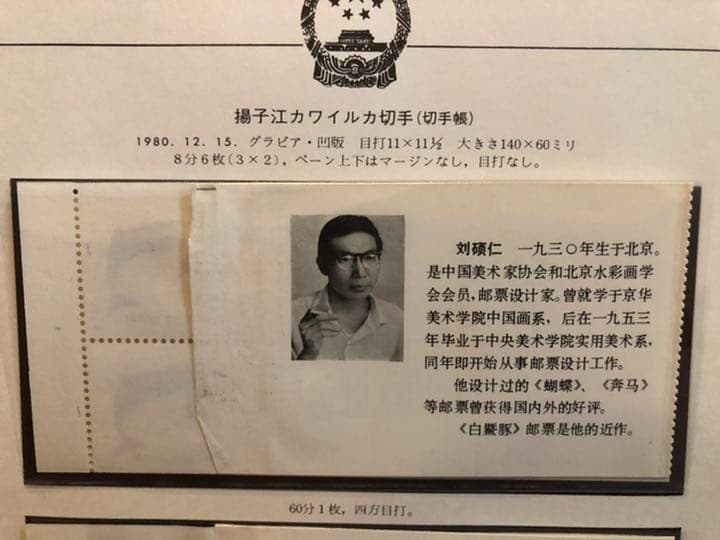 揚子江カワイルカ切手(切手帳)
1980. 12. 15. グラビア・凹版 目打11×11½ 大きさ140×60ミリ
8分6枚(3×2), ペーン上下はマージンなし, 目打なし。
刘硕仁 一九三〇年生于北京。
是中国美术家协会和北京水彩画学
会会员,邮票设计家。曾就学于京华
美术学院中国画系, 后在一九五三
年毕业于中央美术学院实用美术系,
同年即开始从事邮票设计工作。
他设计过的《蝴蝶》、《奔马》
等邮票曾获得国内外的好评。
《白鱀豚》邮票是他的近作。
60分1枚, 四方目打。